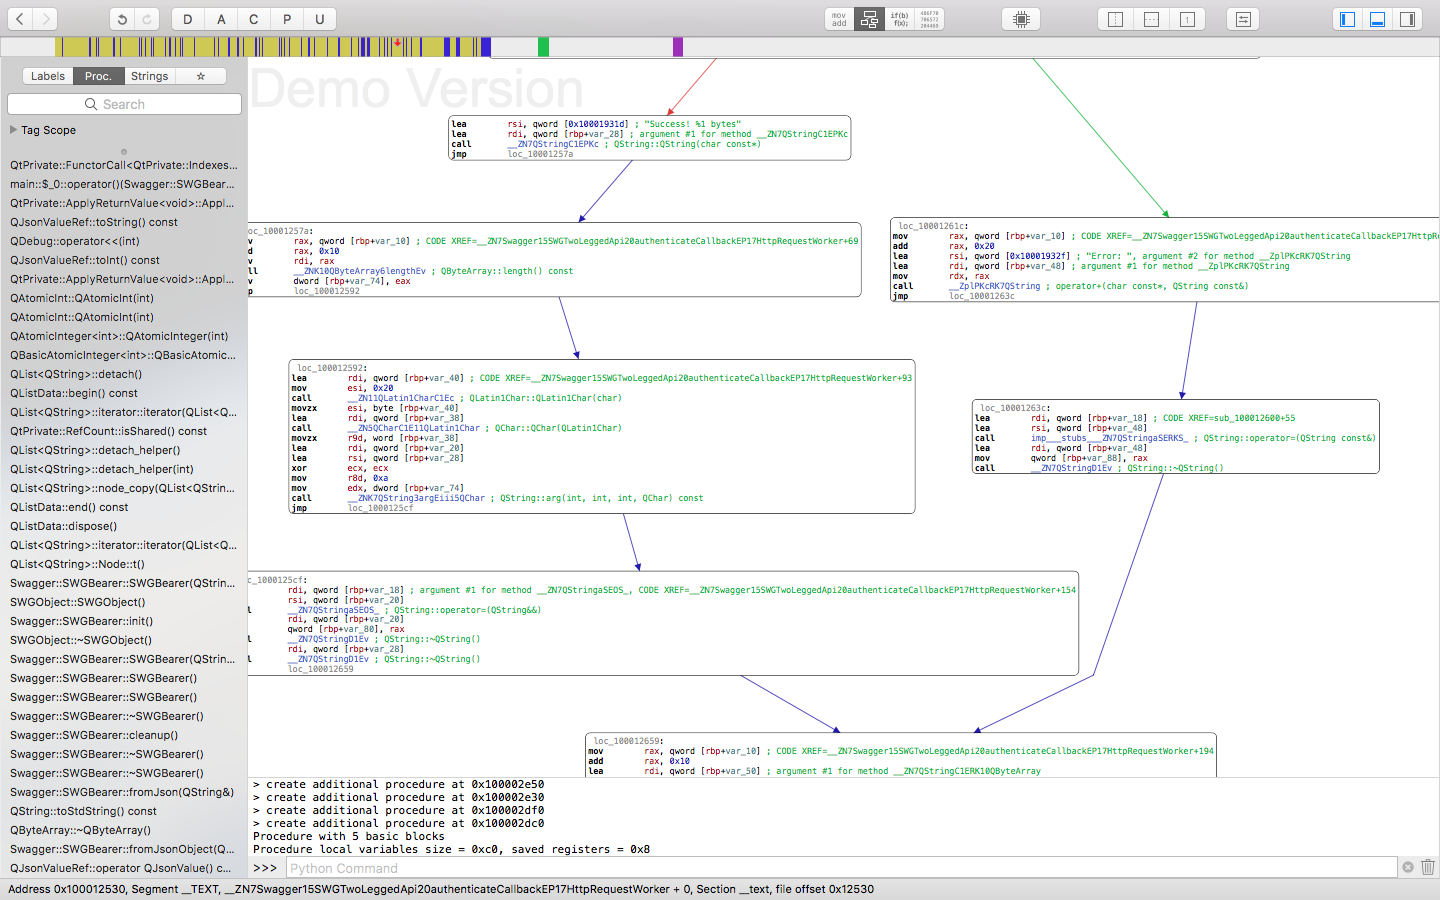 D A C P U
mov
add
if(b)
f(x);
Labels Proc. Strings
Search
Tag Scope
QtPrivate::FunctorCall<QtPrivate::Indexes...
main::$_0::operator()(Swagger::SWGBear...
QtPrivate::ApplyReturnValue<void>::Appl...
QJsonValueRef::toString() const
QDebug::operator<<(int)
QJsonValueRef::toInt() const
QtPrivate::ApplyReturnValue<void>::Appl...
QAtomicInt::QAtomicInt(int)
QAtomicInt::QAtomicInt(int)
QAtomicInteger<int>::QAtomicInteger(int)
QBasicAtomicInteger<int>::QBasicAtomic...
QList<QString>::detach()
QListData::begin() const
QList<QString>::iterator::iterator(QList<Q...
QtPrivate::RefCount::isShared() const
QList<QString>::detach_helper()
QList<QString>::detach_helper(int)
QList<QString>::node_copy(QList<QStrin...
QListData::end() const
QListData::dispose()
QList<QString>::iterator::iterator(QList<Q...
QList<QString>::Node::t()
Swagger::SWGBearer::SWGBearer(QStrin...
SWGObject::SWGObject()
Swagger::SWGBearer::init()
SWGObject::~SWGObject()
Swagger::SWGBearer::SWGBearer(QStrin...
Swagger::SWGBearer::SWGBearer()
Swagger::SWGBearer::SWGBearer()
Swagger::SWGBearer::~SWGBearer()
Swagger::SWGBearer::cleanup()
Swagger::SWGBearer::~SWGBearer()
Swagger::SWGBearer::~SWGBearer()
Swagger::SWGBearer::fromJson(QString&)
QString::toStdString() const
QByteArray::~QByteArray()
Swagger::SWGBearer::fromJsonObject(Q...
QJsonValueRef::operator QJsonValue() c...
Demo Version
lea rsi, qword [0x10001931d] ; "Success! %1 bytes"
lea rdi, qword [rbp+var_28] ; argument #1 for method __ZN7QStringC1EPKc
call __ZN7QStringC1EPKc ; QString::QString(char const*)
jmp loc_10001257a
oc_10001257a:
v rax, qword [rbp+var_10] ; CODE XREF=__ZN7Swagger15SWGTwoLeggedApi20authenticateCallbackEP17HttpRequestWorker+69
d rax, 0x10
v rdi, rax
ll __ZNK10QByteArray6lengthEv ; QByteArray::length() const
v dword [rbp+var_74], eax
p loc_100012592
loc_10001261c:
mov rax, qword [rbp+var_10] ; CODE XREF=__ZN7Swagger15SWGTwoLeggedApi20authenticateCallbackEP17HttpR
add rax, 0x20
lea rsi, qword [0x10001932f] ; "Error: ", argument #2 for method __ZplPKcRK7QString
lea rdi, qword [rbp+var_48] ; argument #1 for method __ZplPKcRK7QString
mov rdx, rax
call __ZplPKcRK7QString ; operator+(char const*, QString const&)
jmp loc_10001263c
loc_100012592:
lea rdi, qword [rbp+var_40] ; CODE XREF=__ZN7Swagger15SWGTwoLeggedApi20authenticateCallbackEP17HttpRequestWorker+93
mov esi, 0x20
call __ZN11QLatin1CharC1Ec ; QLatin1Char::QLatin1Char(char)
movzx esi, byte [rbp+var_40]
lea rdi, qword [rbp+var_38]
call __ZN5QCharC1E11QLatin1Char ; QChar::QChar(QLatin1Char)
movzx r9d, word [rbp+var_38]
lea rdi, qword [rbp+var_20]
lea rsi, qword [rbp+var_28]
xor ecx, ecx
mov r8d, 0xa
mov edx, dword [rbp+var_74]
call __ZNK7QString3argEiii5QChar ; QString::arg(int, int, int, QChar) const
jmp loc_1000125cf
loc_10001263c:
lea rdi, qword [rbp+var_18] ; CODE XREF=sub_100012600+55
lea rsi, qword [rbp+var_48]
call imp___stubs___ZN7QStringaSERKS_ ; QString::operator=(QString const&)
lea rdi, qword [rbp+var_48]
mov qword [rbp+var_88], rax
call __ZN7QStringD1Ev ; QString::~QString()
c_1000125cf:
rdi, qword [rbp+var_18] ; argument #1 for method __ZN7QStringaSEOS_, CODE XREF=__ZN7Swagger15SWGTwoLeggedApi20authenticateCallbackEP17HttpRequestWorker+154
rsi, qword [rbp+var_20]
l __ZN7QStringaSEOS_ ; QString::operator=(QString&&)
rdi, qword [rbp+var_20]
qword [rbp+var_80], rax
l __ZN7QStringD1Ev ; QString::~QString()
rdi, qword [rbp+var_28]
l __ZN7QStringD1Ev ; QString::~QString()
loc_100012659
loc_100012659:
mov rax, qword [rbp+var_10] ; CODE XREF=__ZN7Swagger15SWGTwoLeggedApi20authenticateCallbackEP17HttpRequestWorker+194
add rax, 0x10
lea rdi, qword [rbp+var_50] ; argument #1 for method __ZN7QStringC1ERK10QByteArray
> create additional procedure at 0x100002e50
> create additional procedure at 0x100002e30
> create additional procedure at 0x100002df0
> create additional procedure at 0x100002dc0
Procedure with 5 basic blocks
Procedure local variables size = 0xc0, saved registers = 0x8
>>> Python Command
Address 0x100012530, Segment __TEXT, __ZN7Swagger15SWGTwoLeggedApi20authenticateCallbackEP17HttpRequestWorker + 0, Section __text, file offset 0x12530